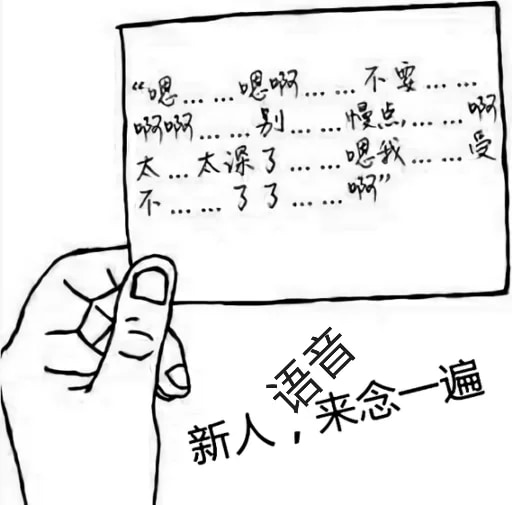 “嗯……嗯啊……不要……
啊啊……别……慢点……啊
太…太深了……嗯我……受
不……了了……啊”
语音
新人，来念一遍